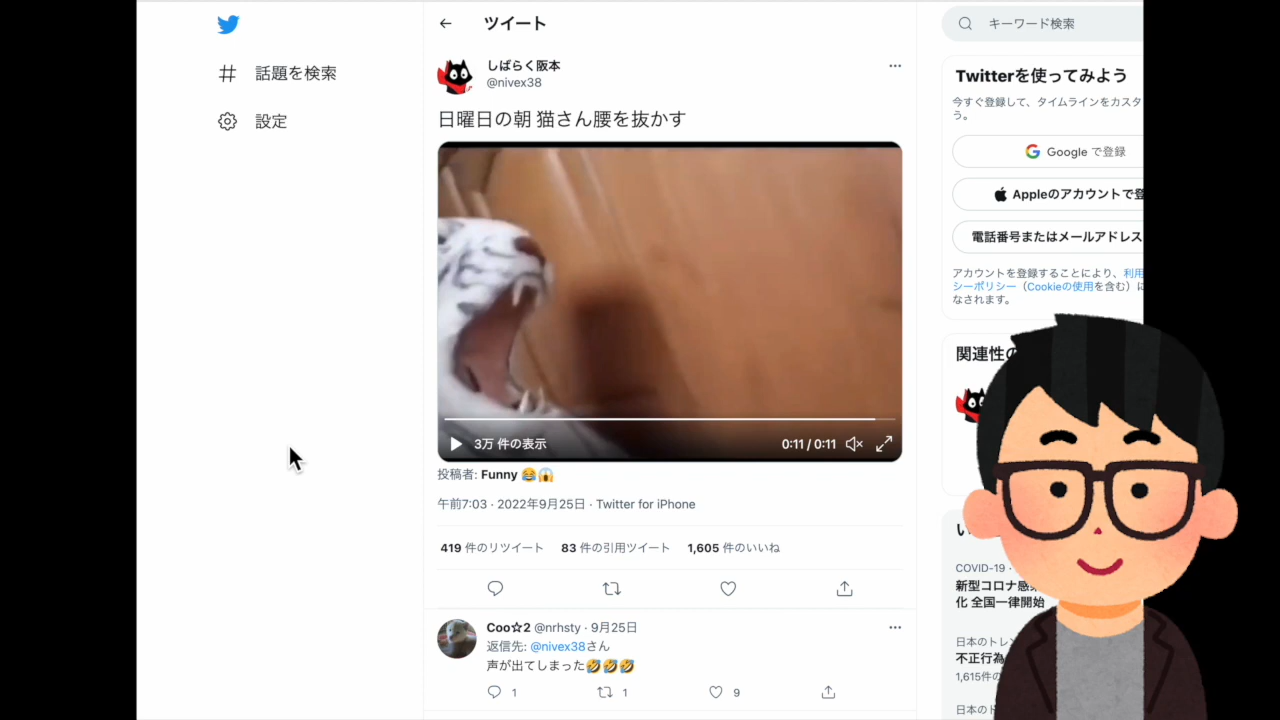 話題を検索
設定
ツイート
しばらく阪本
@nivex38
日曜日の朝 猫さん腰を抜かす
3万 件の表示
0:11 / 0:11
投稿者: Funny 😂😱
午前7:03 · 2022年9月25日 · Twitter for iPhone
419 件のリツイート 83 件の引用ツイート 1,605 件のいいね
Coo☆2 @nrhsty · 9月25日
返信先: @nivex38さん
声が出てしまった🤣🤣🤣
1 1 9
キーワード検索
Twitterを使ってみよう
今すぐ登録して、タイムラインをカスタ
う。
Google で登録
Appleのアカウントで登
電話番号またはメールアドレス
アカウントを登録することにより、利用
シーポリシー（Cookieの使用を含む）に
なされます。
関連性の
い
COVID-19 ·
新型コロナ感
化 全国一律開始
日本のトレン
不正行為
1,615件の
日本のト